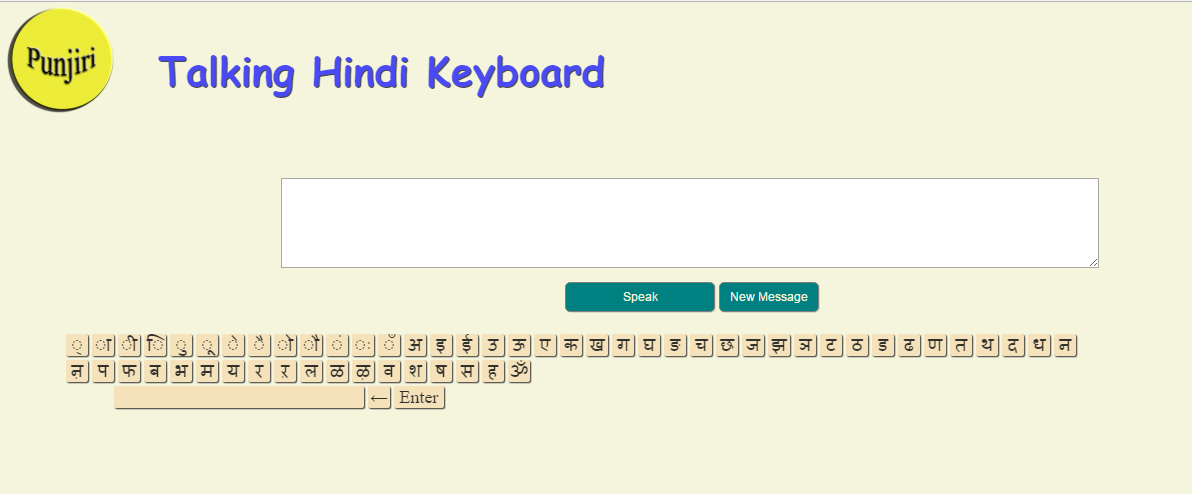 Punjiri
Talking Hindi Keyboard
Speak New Message
् ा ी ि ु ू े ै ो ौ ं ः ँ अ इ ई उ ऊ ए क ख ग घ ङ च छ ज झ ञ ट ठ ड ढ ण त थ द ध न
ऩ प फ ब भ म य र ऱ ल ळ ऴ व श ष स ह ॐ
← Enter